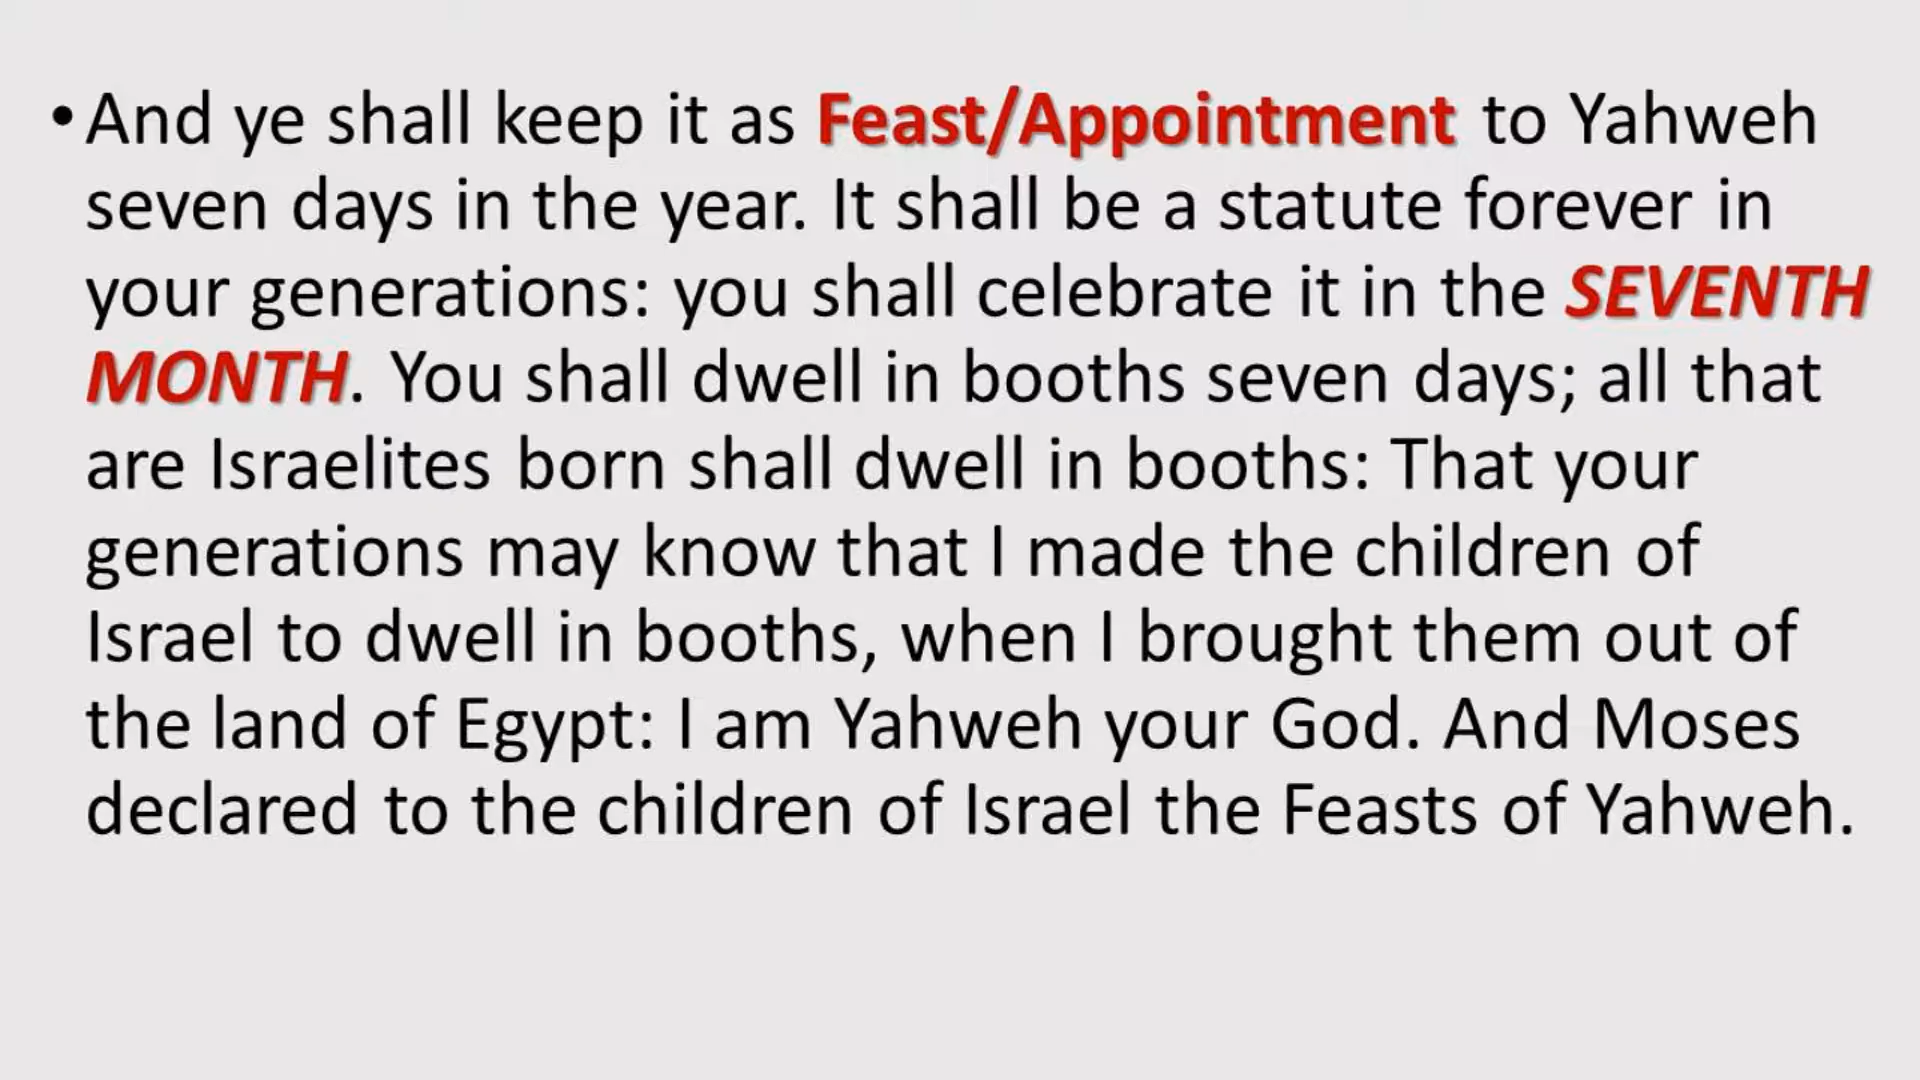 • And ye shall keep it as Feast/Appointment to Yahweh
seven days in the year. It shall be a statute forever in
your generations: you shall celebrate it in the SEVENTH
MONTH. You shall dwell in booths seven days; all that
are Israelites born shall dwell in booths: That your
generations may know that I made the children of
Israel to dwell in booths, when I brought them out of
the land of Egypt: I am Yahweh your God. And Moses
declared to the children of Israel the Feasts of Yahweh.